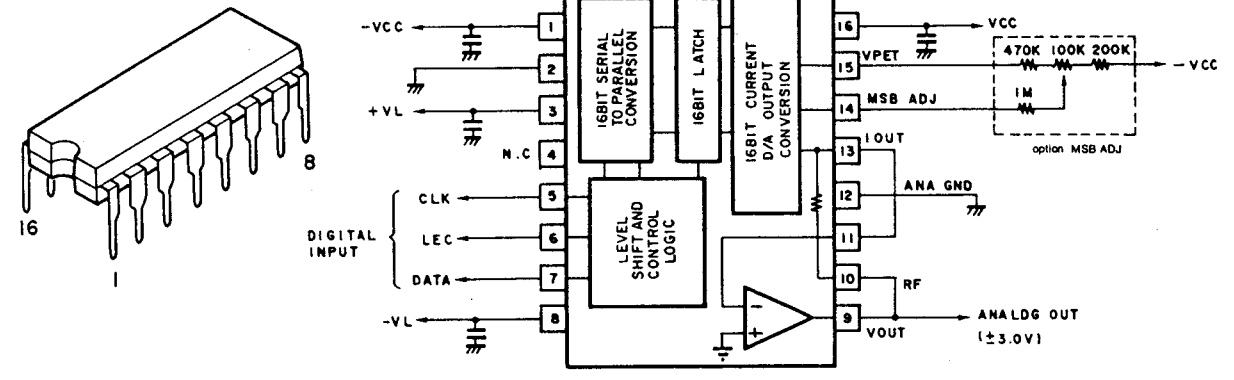 16
1
8
-VCC
+VL
N.C
DIGITAL
INPUT
CLK
LEC
DATA
-VL
1
2
3
4
5
6
7
8
16BIT SERIAL
TO PARALLEL
CONVERSION
16BIT LATCH
16BIT CURRENT
D/A OUTPUT
CONVERSION
LEVEL
SHIFT AND
CONTROL
LOGIC
-
+
16
15
14
13
12
11
10
9
VCC
VPET
470K 100K 200K
-VCC
MSB ADJ
1M
option MSB ADJ
IOUT
ANA GND
RF
VOUT
ANALDG OUT
(±3.0V)